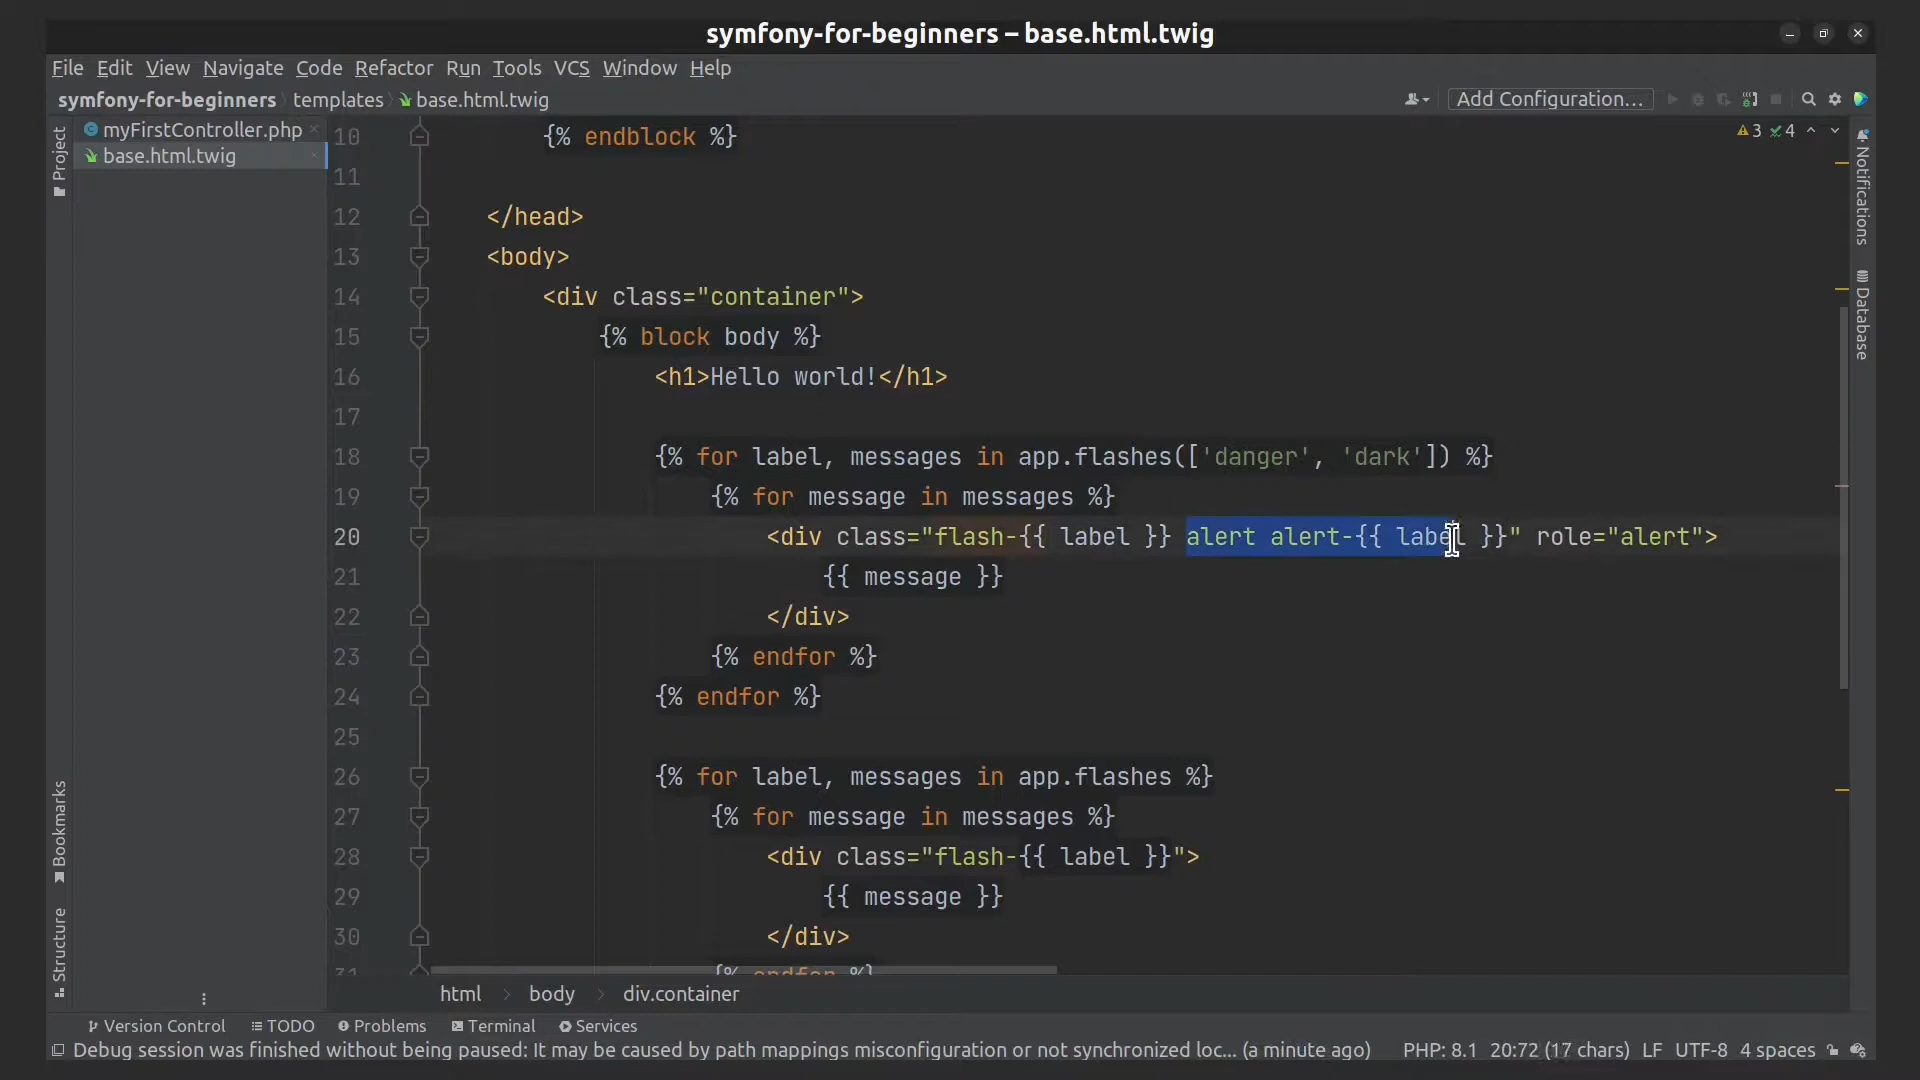 symfony-for-beginners – base.html.twig
File Edit View Navigate Code Refactor Run Tools VCS Window Help
symfony-for-beginners templates base.html.twig Add Configuration...
myFirstController.php
base.html.twig
Project
Bookmarks
Structure
3 4
Notifications
Database
10 {% endblock %}
11
12 </head>
13 <body>
14 <div class="container">
15 {% block body %}
16 <h1>Hello world!</h1>
17
18 {% for label, messages in app.flashes(['danger', 'dark']) %}
19 {% for message in messages %}
20 <div class="flash-{{ label }} alert alert-{{ label }}" role="alert">
21 {{ message }}
22 </div>
23 {% endfor %}
24 {% endfor %}
25
26 {% for label, messages in app.flashes %}
27 {% for message in messages %}
28 <div class="flash-{{ label }}">
29 {{ message }}
30 </div>
31 {% endfor %}
html body div.container
Version Control TODO Problems Terminal Services
Debug session was finished without being paused: It may be caused by path mappings misconfiguration or not synchronized loc... (a minute ago) PHP: 8.1 20:72 (17 chars) LF UTF-8 4 spaces